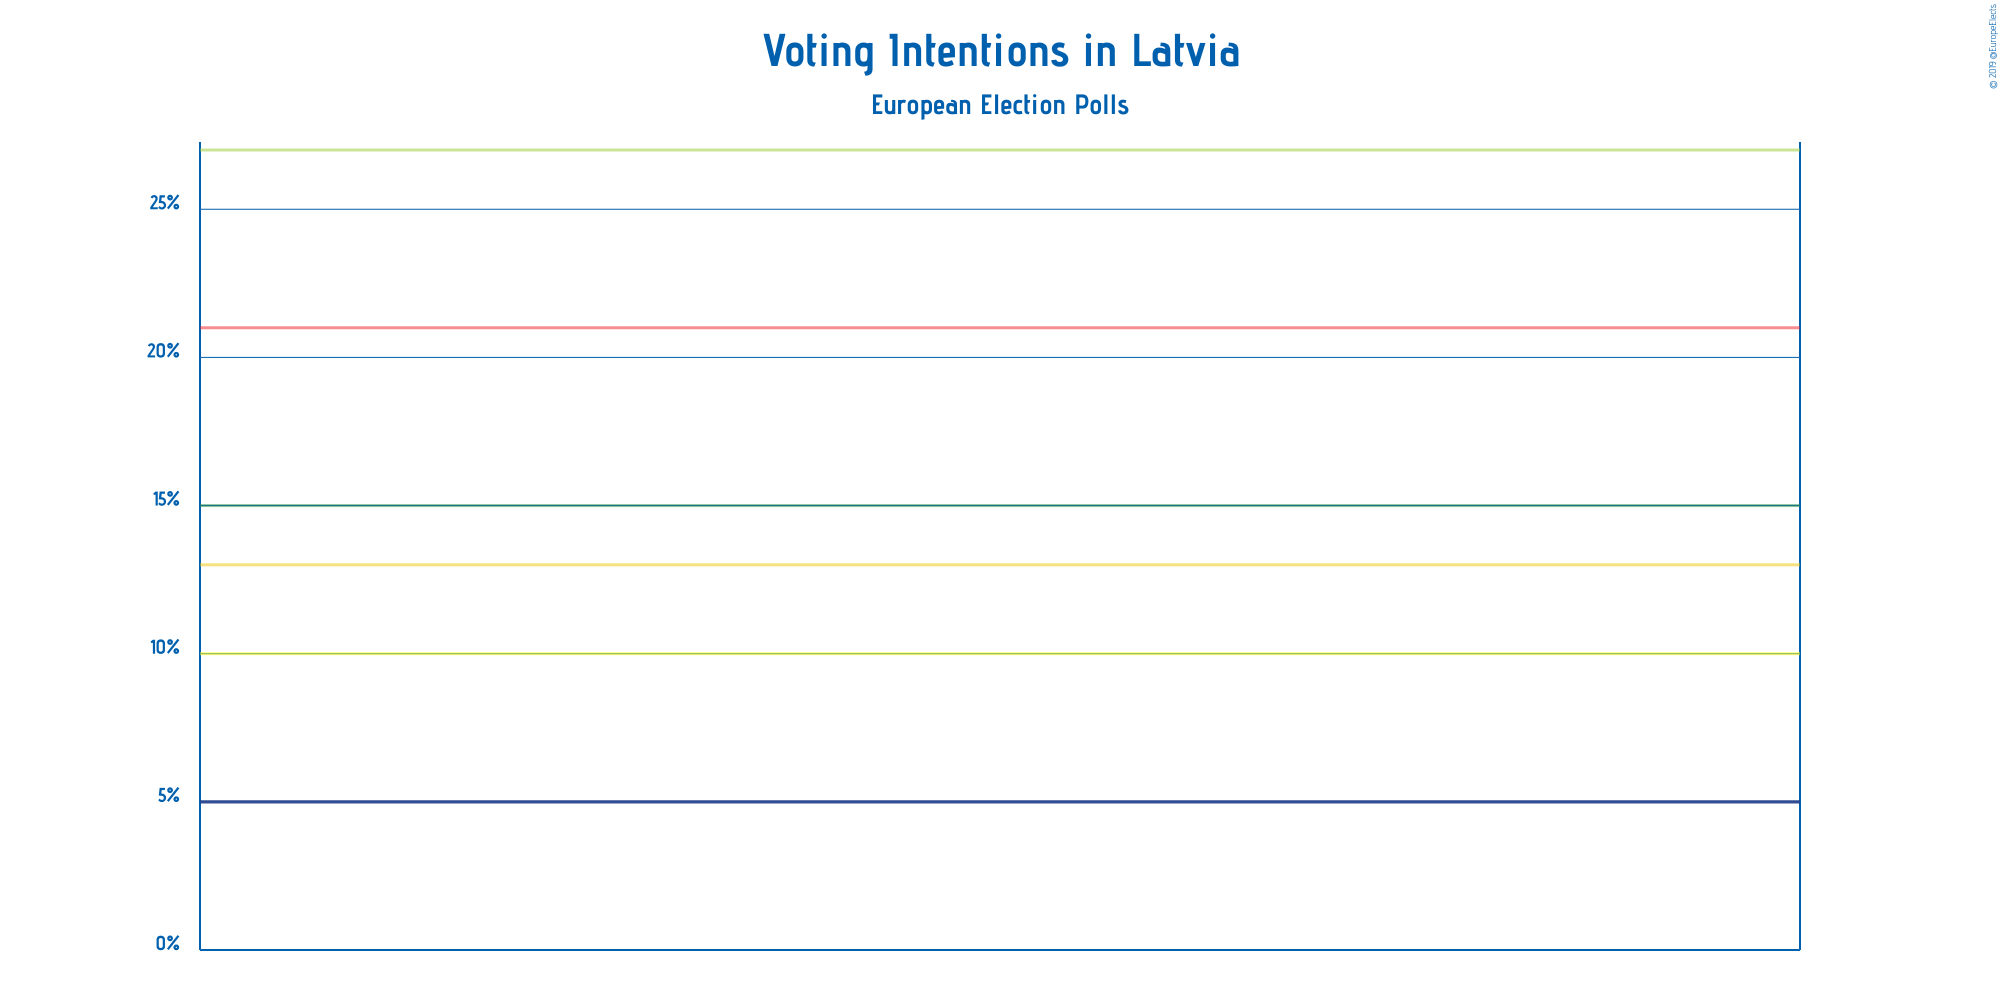 Voting Intentions in Latvia
European Election Polls
25%
20%
15%
10%
5%
0%
© 2019 @EuropeElects